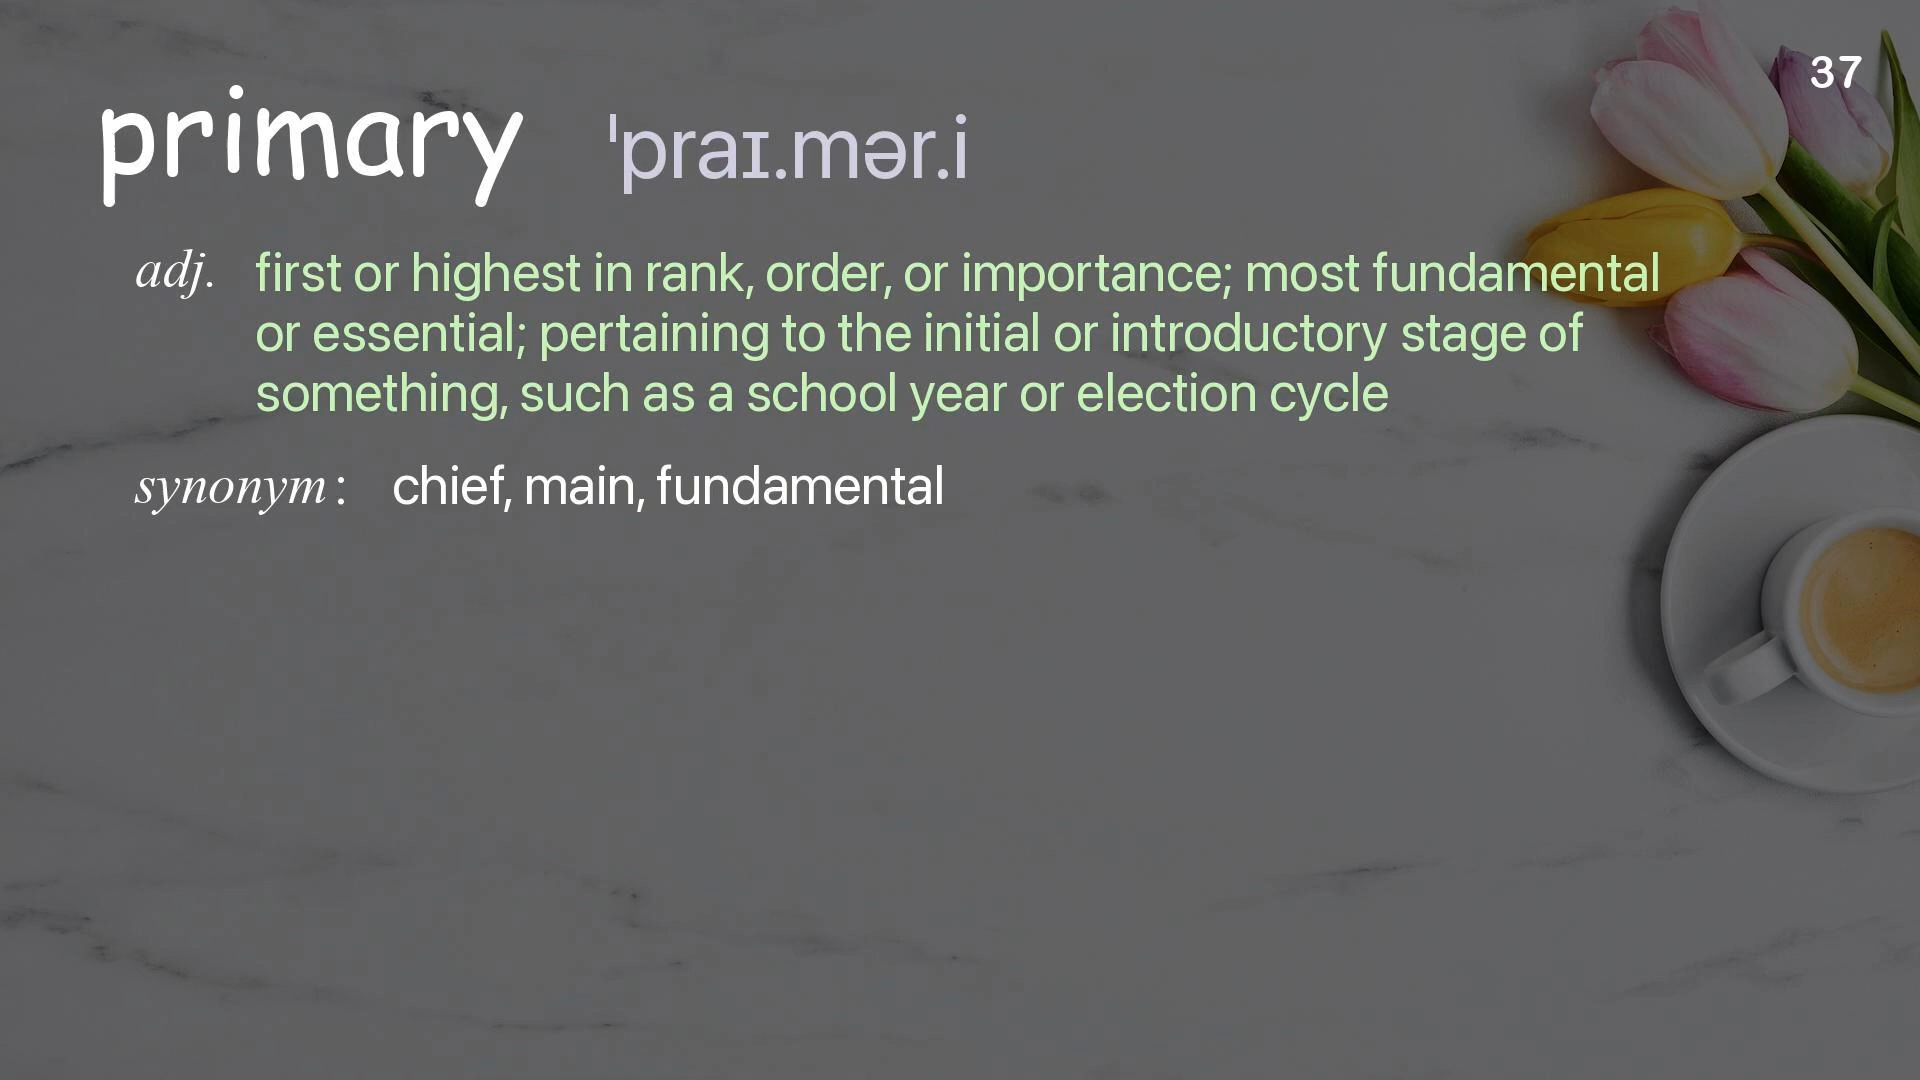 37
primary ˈpraɪ.mər.i
adj. first or highest in rank, order, or importance; most fundamental
or essential; pertaining to the initial or introductory stage of
something, such as a school year or election cycle
synonym : chief, main, fundamental